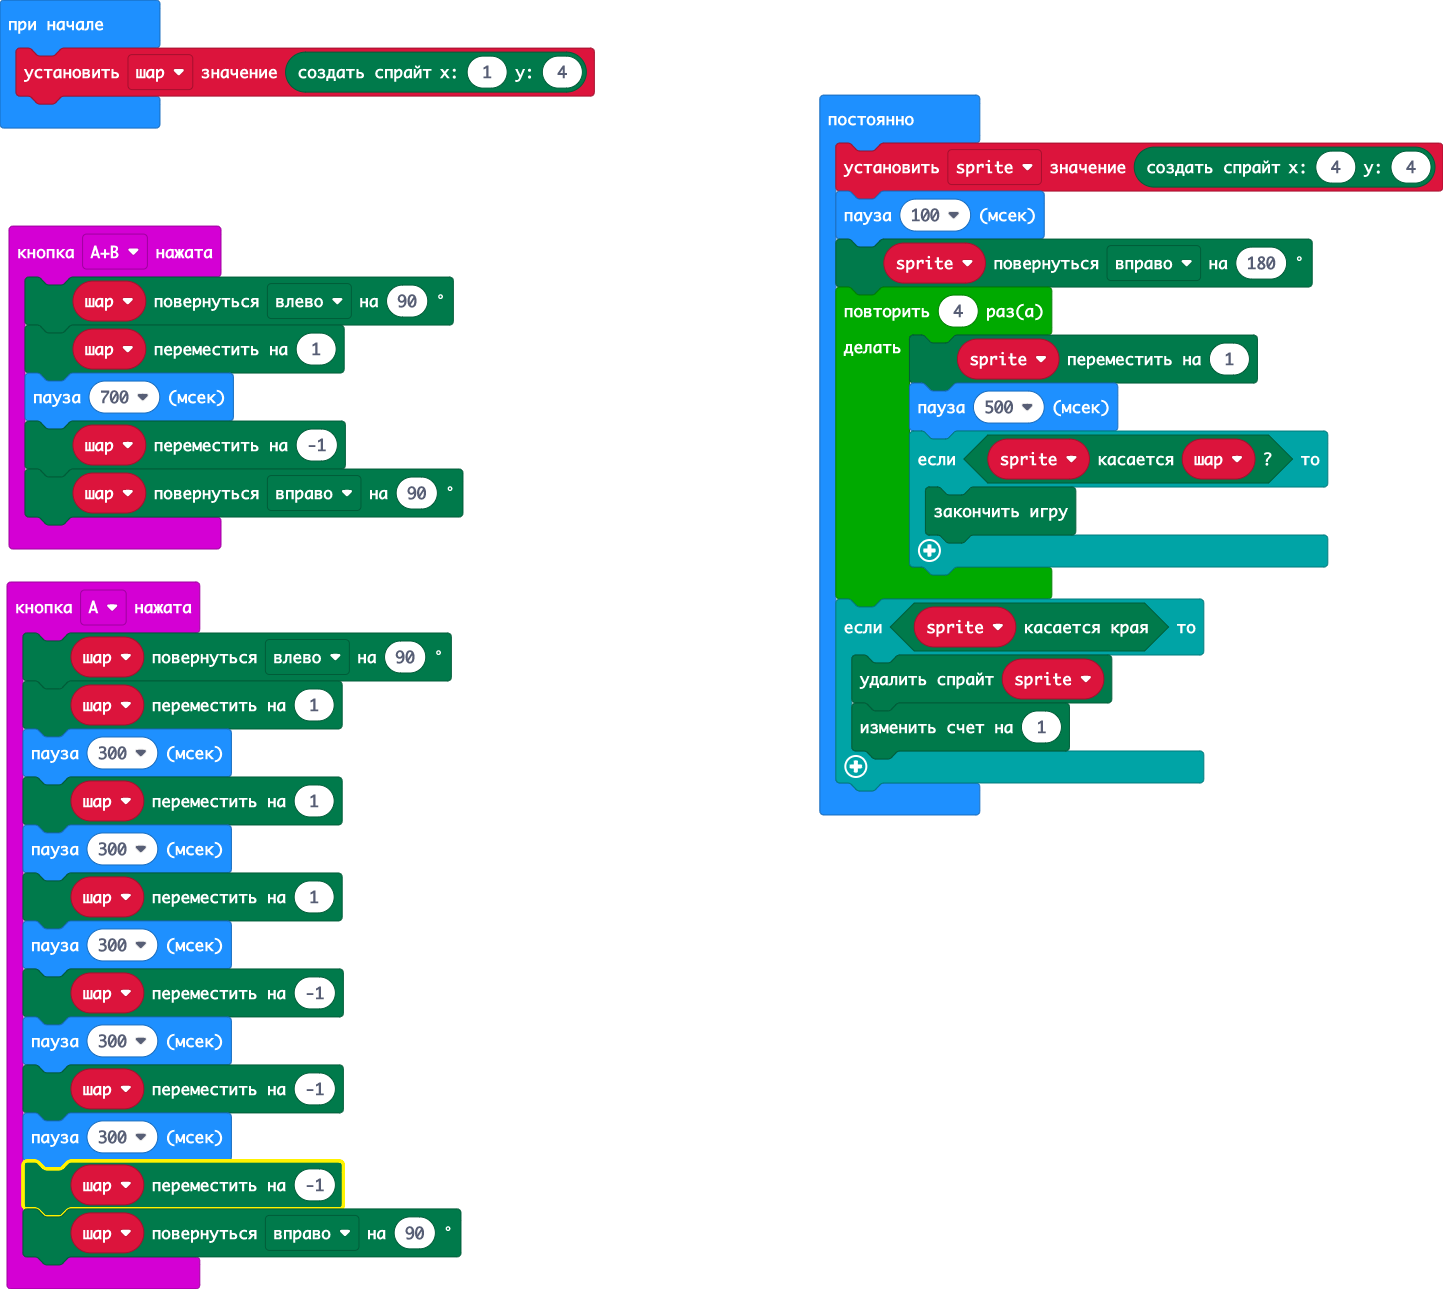 при начале
установить шар значение создать спрайт x: 1 y: 4
кнопка A+B нажата
шар повернуться влево на 90 °
шар переместить на 1
пауза 700 (мсек)
шар переместить на -1
шар повернуться вправо на 90 °
кнопка A нажата
шар повернуться влево на 90 °
шар переместить на 1
пауза 300 (мсек)
шар переместить на 1
пауза 300 (мсек)
шар переместить на 1
пауза 300 (мсек)
шар переместить на -1
пауза 300 (мсек)
шар переместить на -1
пауза 300 (мсек)
шар переместить на -1
шар повернуться вправо на 90 °
постоянно
установить sprite значение создать спрайт x: 4 y: 4
пауза 100 (мсек)
sprite повернуться вправо на 180 °
повторить 4 раз(а)
делать
sprite переместить на 1
пауза 500 (мсек)
если sprite касается шар ? то
закончить игру
если sprite касается края то
удалить спрайт sprite
изменить счет на 1